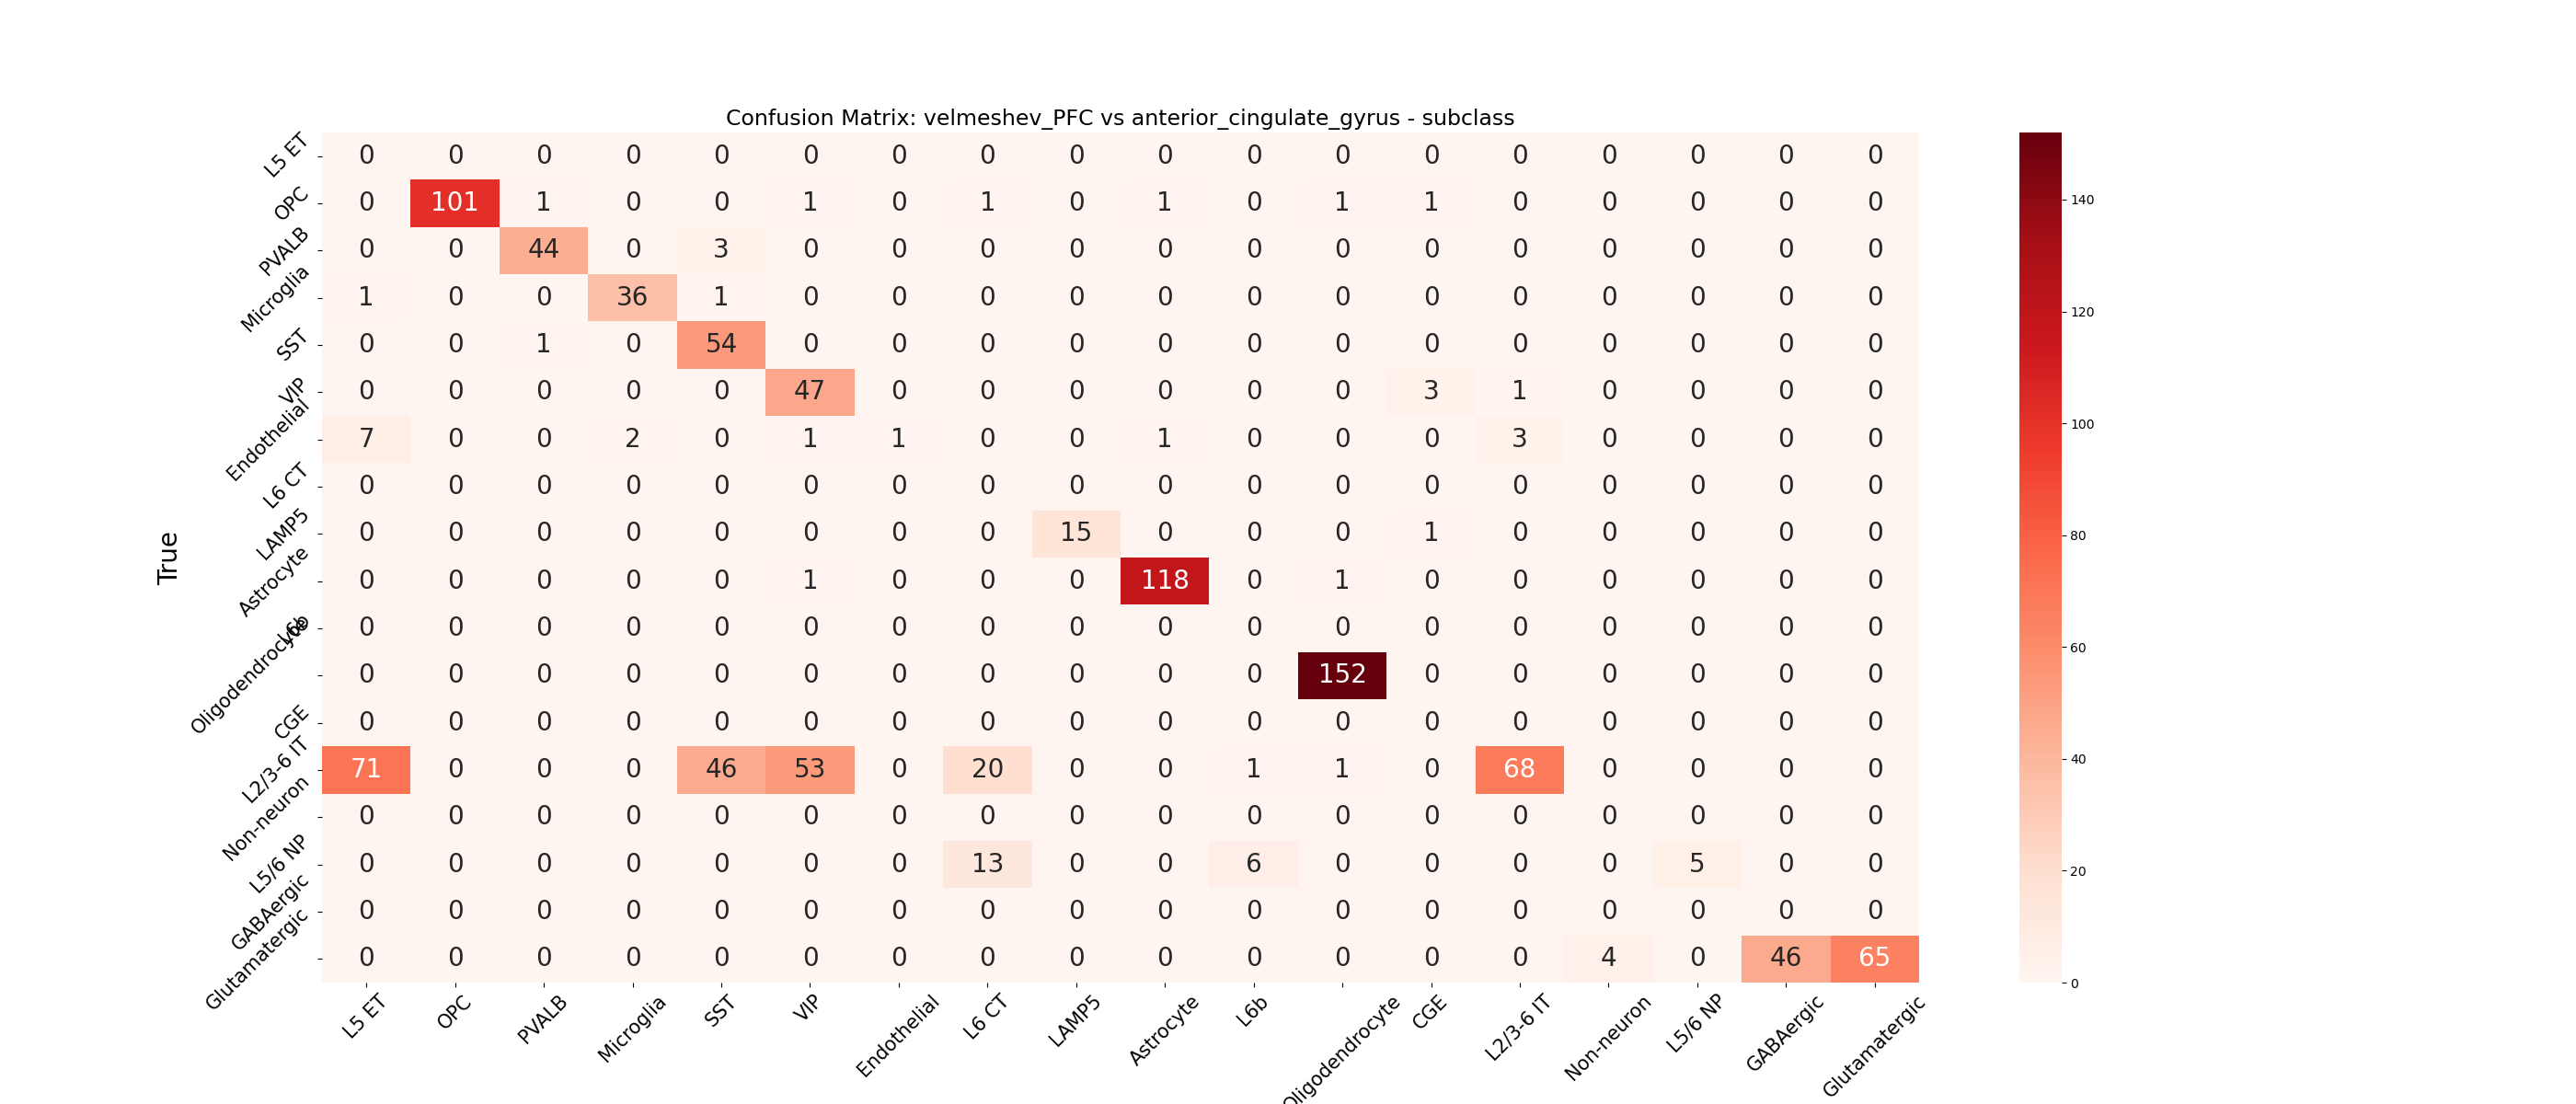 Confusion Matrix: velmeshev_PFC vs anterior_cingulate_gyrus - subclass
True
L5 ET 0 0 0 0 0 0 0 0 0 0 0 0 0 0 0 0 0 0
OPC 0 101 1 0 0 1 0 1 0 1 0 1 1 0 0 0 0 0
PVALB 0 0 44 0 3 0 0 0 0 0 0 0 0 0 0 0 0 0
Microglia 1 0 0 36 1 0 0 0 0 0 0 0 0 0 0 0 0 0
SST 0 0 1 0 54 0 0 0 0 0 0 0 0 0 0 0 0 0
VIP 0 0 0 0 0 47 0 0 0 0 0 0 3 1 0 0 0 0
Endothelial 7 0 0 2 0 1 1 0 0 1 0 0 0 3 0 0 0 0
L6 CT 0 0 0 0 0 0 0 0 0 0 0 0 0 0 0 0 0 0
LAMP5 0 0 0 0 0 0 0 0 15 0 0 0 1 0 0 0 0 0
Astrocyte 0 0 0 0 0 1 0 0 0 118 0 1 0 0 0 0 0 0
L6b 0 0 0 0 0 0 0 0 0 0 0 0 0 0 0 0 0 0
Oligodendrocyte 0 0 0 0 0 0 0 0 0 0 0 152 0 0 0 0 0 0
CGE 0 0 0 0 0 0 0 0 0 0 0 0 0 0 0 0 0 0
L2/3-6 IT 71 0 0 0 46 53 0 20 0 0 1 1 0 68 0 0 0 0
Non-neuron 0 0 0 0 0 0 0 0 0 0 0 0 0 0 0 0 0 0
L5/6 NP 0 0 0 0 0 0 0 13 0 0 6 0 0 0 0 5 0 0
GABAergic 0 0 0 0 0 0 0 0 0 0 0 0 0 0 0 0 0 0
Glutamatergic 0 0 0 0 0 0 0 0 0 0 0 0 0 0 4 0 46 65
L5 ET OPC PVALB Microglia SST VIP Endothelial L6 CT LAMP5 Astrocyte L6b Oligodendrocyte CGE L2/3-6 IT Non-neuron L5/6 NP GABAergic Glutamatergic
140
120
100
80
60
40
20
0